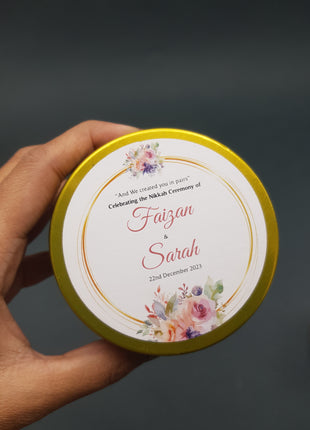 "And We created you in pairs"
Celebrating the Nikkah Ceremony of
Faizan
&
Sarah
22nd December 2023